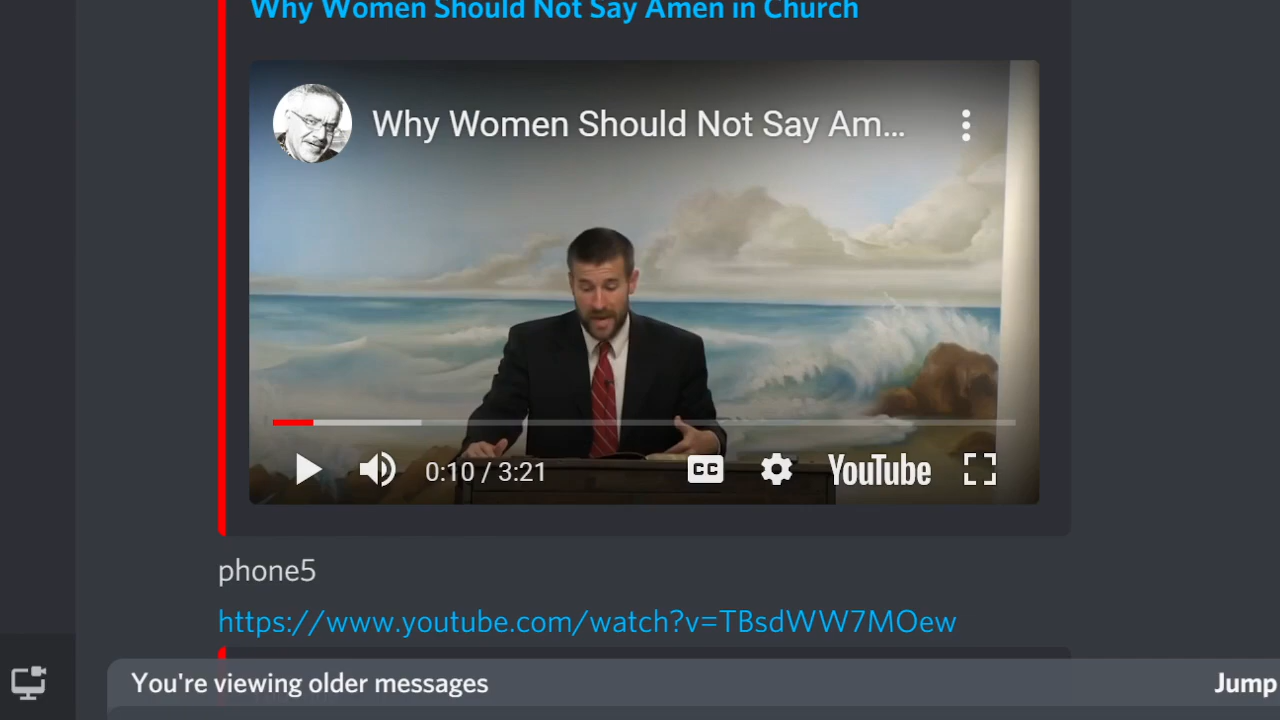 Why Women Should Not Say Amen in Church
Why Women Should Not Say Am...
0:10 / 3:21
CC
YouTube
phone5
https://www.youtube.com/watch?v=TBsdWW7MOew
You're viewing older messages
Jump